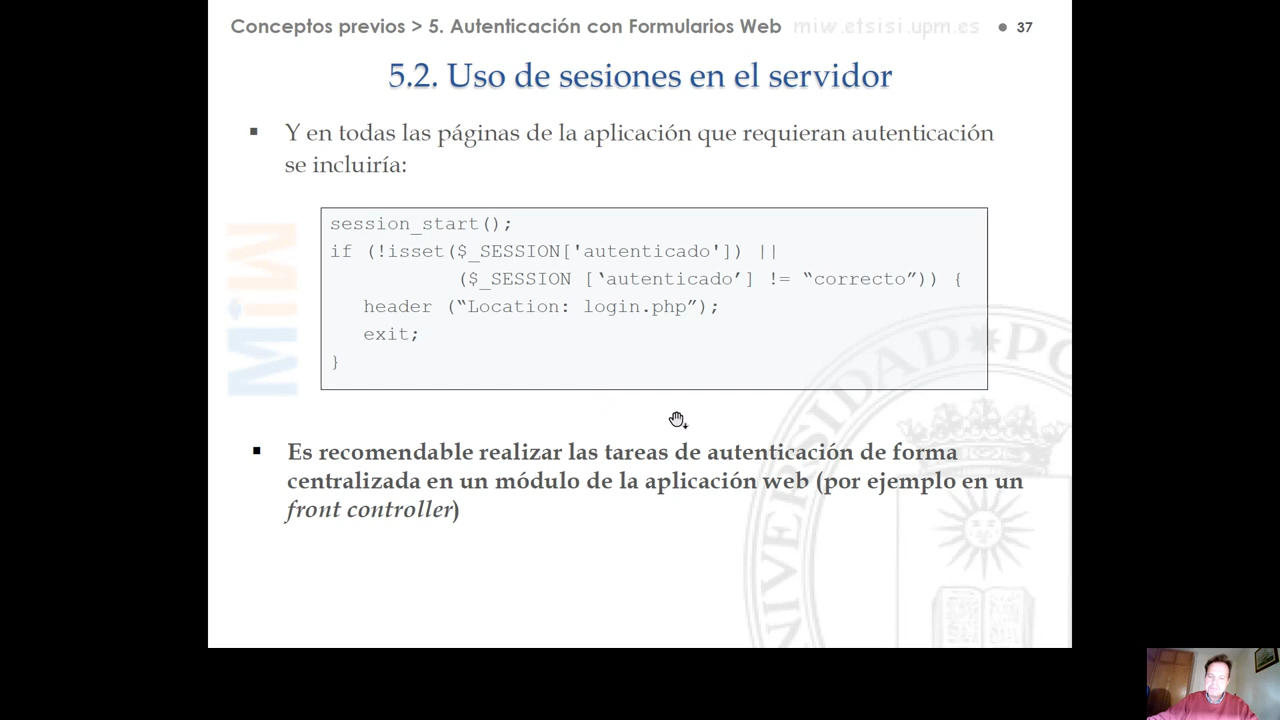 Conceptos previos > 5. Autenticación con Formularios Web miw.etsisi.upm.es ● 37
5.2. Uso de sesiones en el servidor
▪ Y en todas las páginas de la aplicación que requieran autenticación
se incluiría:
session_start();
if (!isset($_SESSION['autenticado']) ||
($_SESSION [‘autenticado’] != “correcto”)) {
header (“Location: login.php”);
exit;
}
▪ Es recomendable realizar las tareas de autenticación de forma
centralizada en un módulo de la aplicación web (por ejemplo en un
front controller)
MiW
UNIVERSIDAD PO